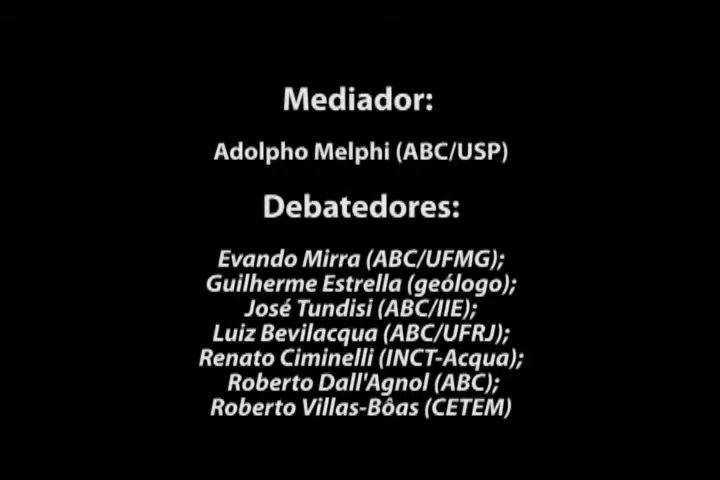 Mediador:
Adolpho Melphi (ABC/USP)
Debatedores:
Evando Mirra (ABC/UFMG);
Guilherme Estrella (geólogo);
José Tundisi (ABC/IIE);
Luiz Bevilacqua (ABC/UFRJ);
Renato Ciminelli (INCT-Acqua);
Roberto Dall'Agnol (ABC);
Roberto Villas-Bôas (CETEM)